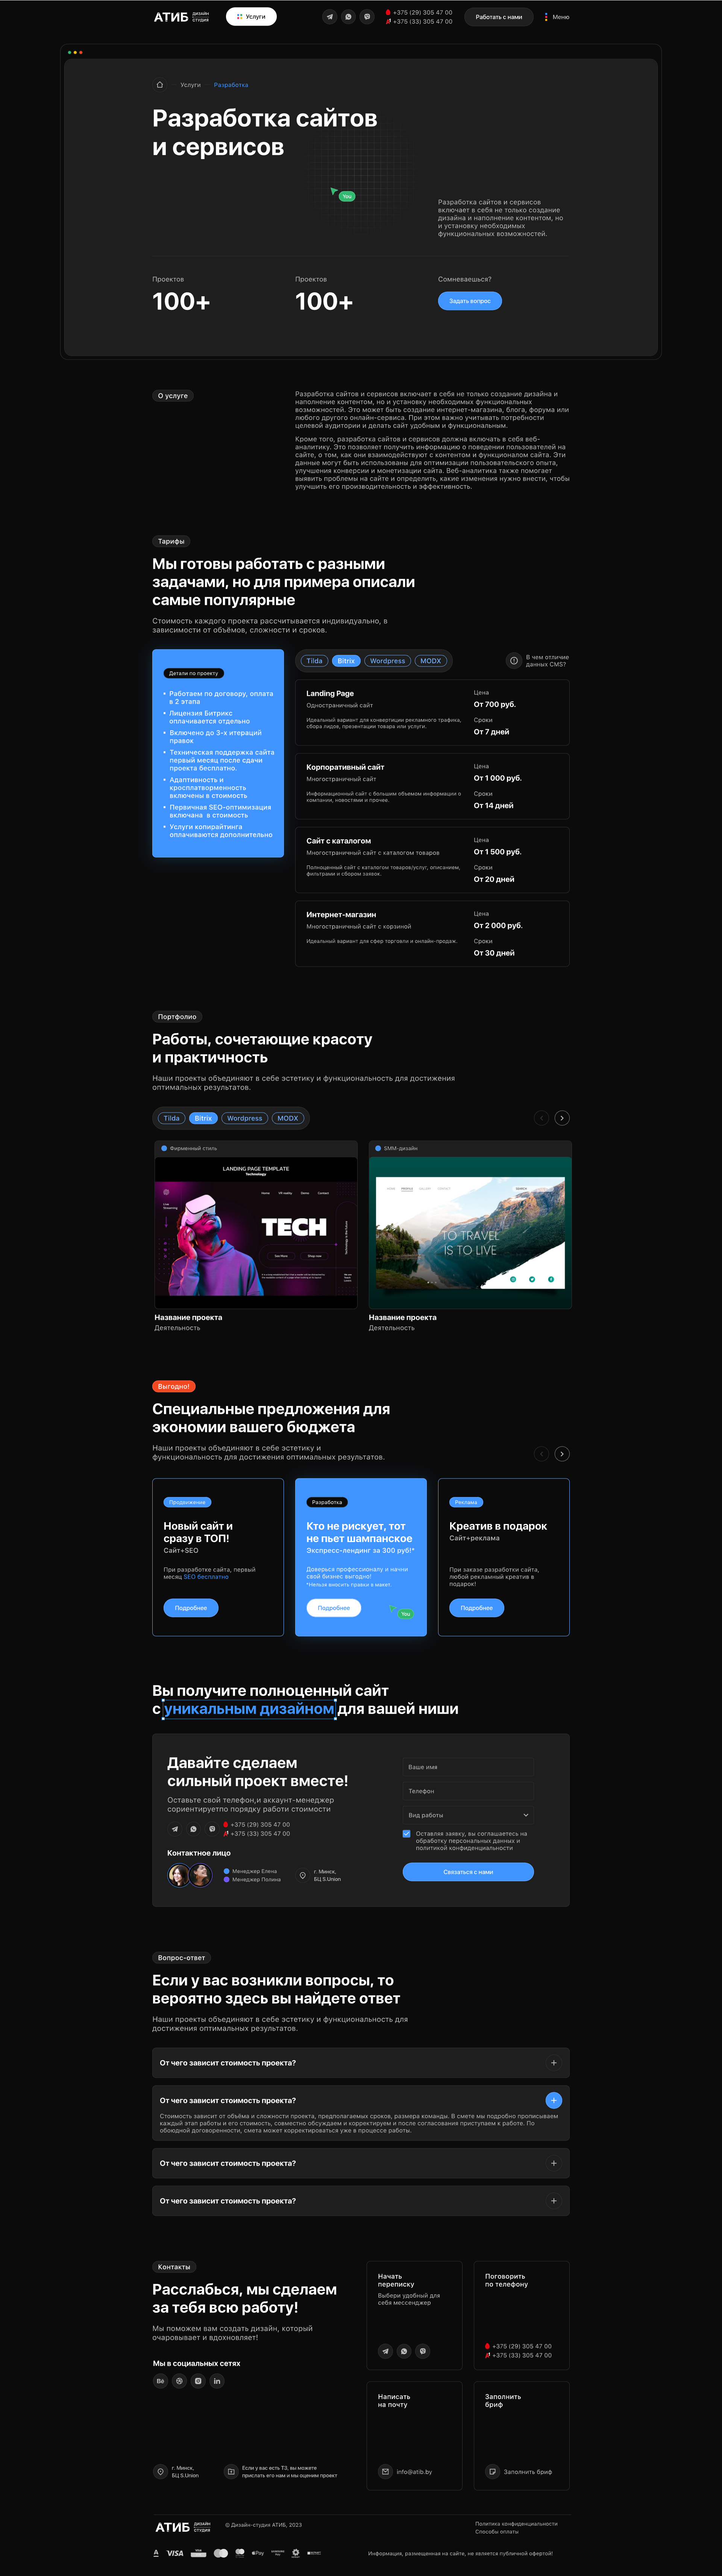 АТИБ ДИЗАЙН
СТУДИЯ
Услуги
+375 (29) 305 47 00
+375 (33) 305 47 00
Работать с нами
Меню
Услуги
Разработка
Разработка сайтов
и сервисов
You
Разработка сайтов и сервисов
включает в себя не только создание
дизайна и наполнение контентом, но
и установку необходимых
функциональных возможностей.
Проектов
100+
Проектов
100+
Сомневаешься?
Задать вопрос
О услуге
Разработка сайтов и сервисов включает в себя не только создание дизайна и
наполнение контентом, но и установку необходимых функциональных
возможностей. Это может быть создание интернет-магазина, блога, форума или
любого другого онлайн-сервиса. При этом важно учитывать потребности
целевой аудитории и делать сайт удобным и функциональным.
Кроме того, разработка сайтов и сервисов должна включать в себя веб-
аналитику. Это позволяет получить информацию о поведении пользователей на
сайте, о том, как они взаимодействуют с контентом и функционалом сайта. Эти
данные могут быть использованы для оптимизации пользовательского опыта,
улучшения конверсии и монетизации сайта. Веб-аналитика также помогает
выявить проблемы на сайте и определить, какие изменения нужно внести, чтобы
улучшить его производительность и эффективность.
Тарифы
Мы готовы работать с разными
задачами, но для примера описали
самые популярные
Стоимость каждого проекта рассчитывается индивидуально, в
зависимости от объёмов, сложности и сроков.
Детали по проекту
Работаем по договору, оплата
в 2 этапа
Лицензия Битрикс
оплачивается отдельно
Включено до 3-х итераций
правок
Техническая поддержка сайта
первый месяц после сдачи
проекта бесплатно.
Адаптивность и
кросплатворменность
включены в стоимость
Первичная SEO-оптимизация
включана в стоимость
Услуги копирайтинга
оплачиваются дополнительно
Tilda
Bitrix
Wordpress
MODX
В чем отличие
данных CMS?
Landing Page
Одностраничный сайт
Идеальный вариант для конвертации рекламного трафика,
сбора лидов, презентации товара или услуги.
Цена
От 700 руб.
Сроки
От 7 дней
Корпоративный сайт
Многостраничный сайт
Информационный сайт с большим объемом информации о
компании, новостями и прочее.
Цена
От 1 000 руб.
Сроки
От 14 дней
Сайт с каталогом
Многостраничный сайт с каталогом товаров
Полноценный сайт с каталогом товаров/услуг, описанием,
фильтрами и сбором заявок.
Цена
От 1 500 руб.
Сроки
От 20 дней
Интернет-магазин
Многостраничный сайт с корзиной
Идеальный вариант для сфер торговли и онлайн-продаж.
Цена
От 2 000 руб.
Сроки
От 30 дней
Портфолио
Работы, сочетающие красоту
и практичность
Наши проекты объединяют в себе эстетику и функциональность для достижения
оптимальных результатов.
Tilda
Bitrix
Wordpress
MODX
Фирменный стиль
LANDING PAGE TEMPLATE
Technology
TECH
Название проекта
Деятельность
SMM-дизайн
TO TRAVEL
IS TO LIVE
Название проекта
Деятельность
Выгодно!
Специальные предложения для
экономии вашего бюджета
Наши проекты объединяют в себе эстетику и
функциональность для достижения оптимальных результатов.
Продвижение
Новый сайт и
сразу в ТОП!
Сайт+SEO
При разработке сайта, первый
месяц SEO бесплатно
Подробнее
Разработка
Кто не рискует, тот
не пьет шампанское
Экспресс-лендинг за 300 руб!*
Доверься профессионалу и начни
свой бизнес выгодно!
*Нельзя вносить правки в макет.
Подробнее
You
Реклама
Креатив в подарок
Сайт+реклама
При заказе разработки сайта,
любой рекламный креатив в
подарок!
Подробнее
Вы получите полноценный сайт
с уникальным дизайном для вашей ниши
Давайте сделаем
сильный проект вместе!
Оставьте свой телефон,и аккаунт-менеджер
сориентируетпо порядку работи стоимости
+375 (29) 305 47 00
+375 (33) 305 47 00
Контактное лицо
Менеджер Елена
Менеджер Полина
г. Минск,
БЦ S.Union
Ваше имя
Телефон
Вид работы
Оставляя заявку, вы соглашаетесь на
обработку персональных данных и
политикой конфиденциальности
Связаться с нами
Вопрос-ответ
Если у вас возникли вопросы, то
вероятно здесь вы найдете ответ
Наши проекты объединяют в себе эстетику и функциональность для
достижения оптимальных результатов.
От чего зависит стоимость проекта?
От чего зависит стоимость проекта?
Стоимость зависит от объёма и сложности проекта, предполагаемых сроков, размера команды. В смете мы подробно прописываем
каждый этап работы и его стоимость, совместно обсуждаем и корректируем и после согласования приступаем к работе. По
обоюдной договоренности, смета может корректироваться уже в процессе работы.
От чего зависит стоимость проекта?
От чего зависит стоимость проекта?
Контакты
Расслабься, мы сделаем
за тебя всю работу!
Мы поможем вам создать дизайн, который
очаровывает и вдохновляет!
Мы в социальных сетях
г. Минск,
БЦ S.Union
Если у вас есть ТЗ, вы можете
прислать его нам и мы оценим проект
Начать
переписку
Выбери удобный для
себя мессенджер
Поговорить
по телефону
+375 (29) 305 47 00
+375 (33) 305 47 00
Написать
на почту
info@atib.by
Заполнить
бриф
Заполнить бриф
АТИБ ДИЗАЙН
СТУДИЯ
© Дизайн-студия АТИБ, 2023
Политика конфиденциальности
Способы оплаты
VISA
Pay
Информация, размещенная на сайте, не является публичной офертой!